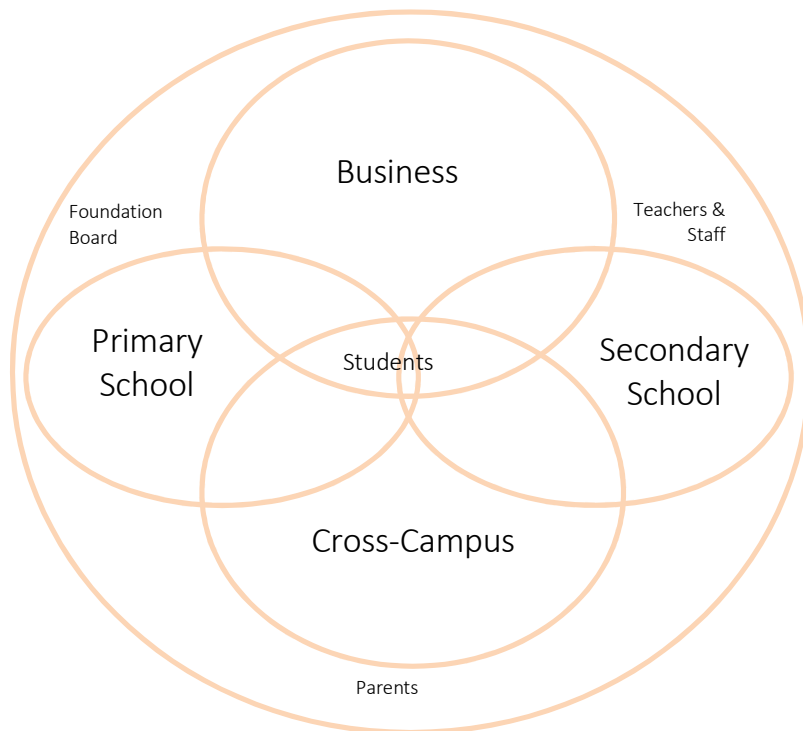 Business
Foundation
Board
Teachers &
Staff
Primary
School
Students
Secondary
School
Cross-Campus
Parents